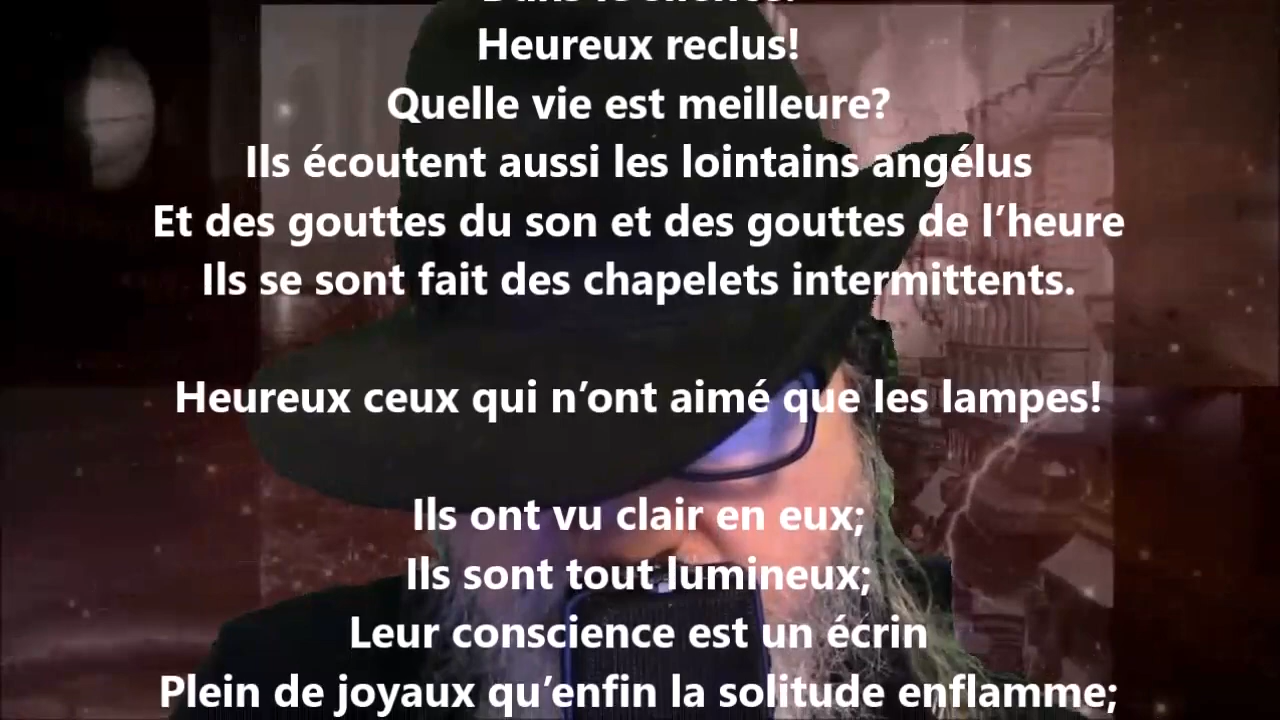 Heureux reclus!
Quelle vie est meilleure?
Ils écoutent aussi les lointains angélus
Et des gouttes du son et des gouttes de l’heure
Ils se sont fait des chapelets intermittents.
Heureux ceux qui n’ont aimé que les lampes!
Ils ont vu clair en eux;
Ils sont tout lumineux;
Leur conscience est un écrin
Plein de joyaux qu’enfin la solitude enflamme;